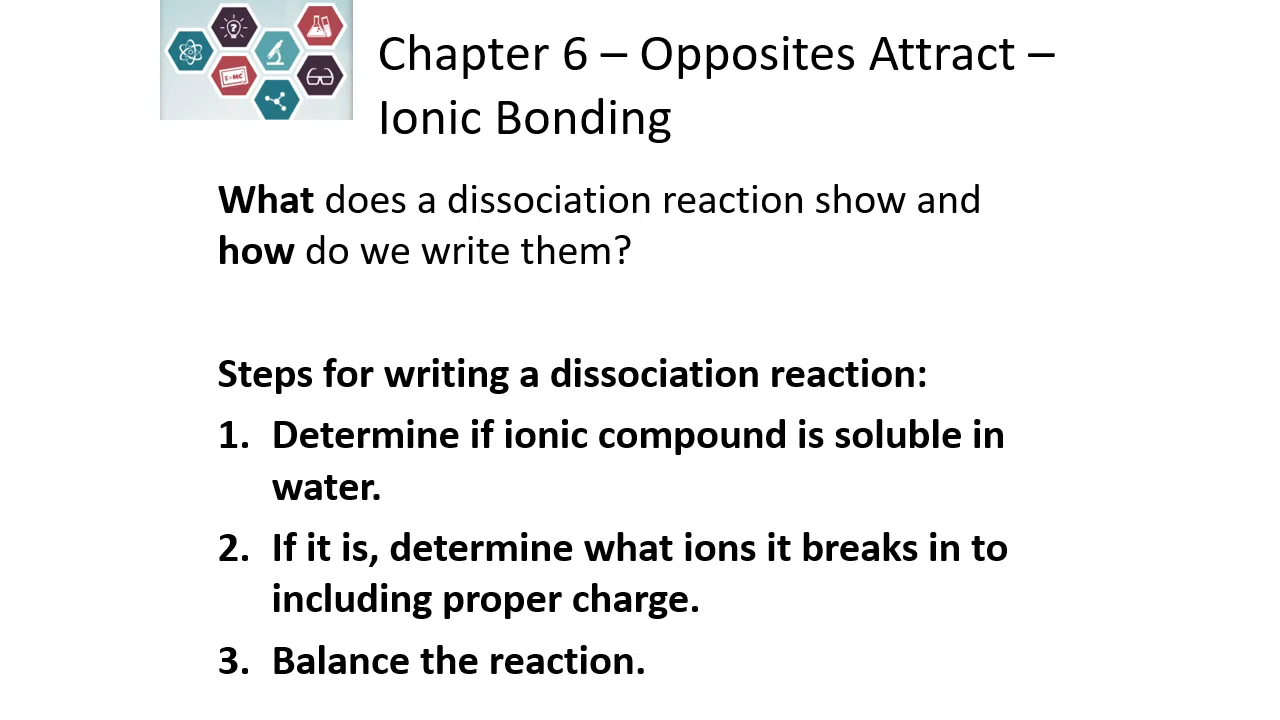 Chapter 6 – Opposites Attract –
Ionic Bonding
What does a dissociation reaction show and
how do we write them?
Steps for writing a dissociation reaction:
1. Determine if ionic compound is soluble in
water.
2. If it is, determine what ions it breaks in to
including proper charge.
3. Balance the reaction.